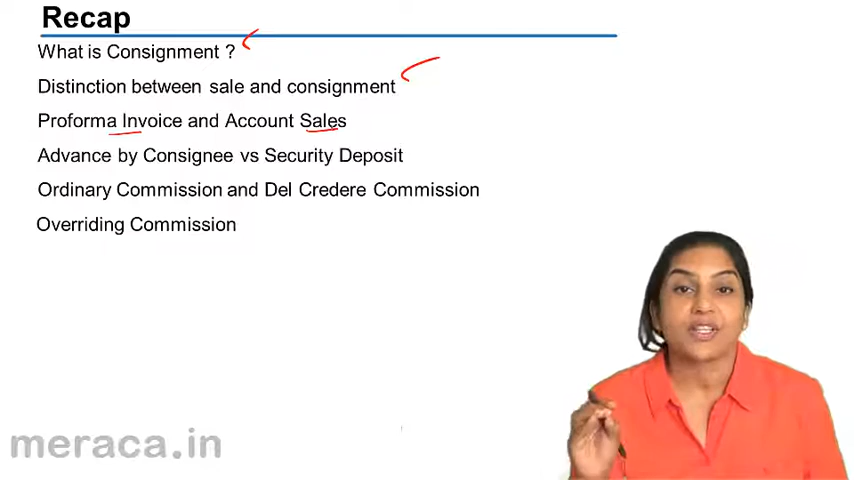 Recap
What is Consignment ?
Distinction between sale and consignment
Proforma Invoice and Account Sales
Advance by Consignee vs Security Deposit
Ordinary Commission and Del Credere Commission
Overriding Commission
meraca.in